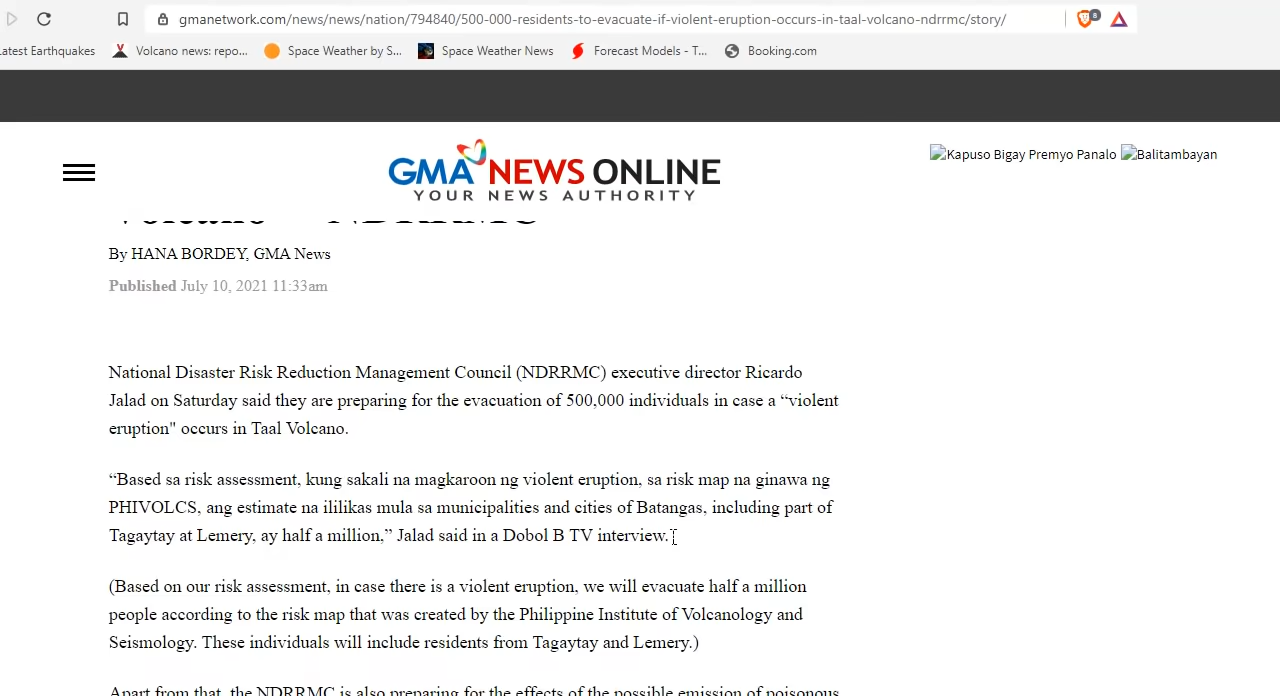 gmanetwork.com/news/news/nation/794840/500-000-residents-to-evacuate-if-violent-eruption-occurs-in-taal-volcano-ndrrmc/story/
8
atest Earthquakes Volcano news: repo... Space Weather by S... Space Weather News Forecast Models - T... Booking.com
GMA NEWS ONLINE
YOUR NEWS AUTHORITY
Kapuso Bigay Premyo Panalo Balitambayan
Volcano — NDRRMC
By HANA BORDEY, GMA News
Published July 10, 2021 11:33am
National Disaster Risk Reduction Management Council (NDRRMC) executive director Ricardo
Jalad on Saturday said they are preparing for the evacuation of 500,000 individuals in case a “violent
eruption" occurs in Taal Volcano.
“Based sa risk assessment, kung sakali na magkaroon ng violent eruption, sa risk map na ginawa ng
PHIVOLCS, ang estimate na ililikas mula sa municipalities and cities of Batangas, including part of
Tagaytay at Lemery, ay half a million,” Jalad said in a Dobol B TV interview.
(Based on our risk assessment, in case there is a violent eruption, we will evacuate half a million
people according to the risk map that was created by the Philippine Institute of Volcanology and
Seismology. These individuals will include residents from Tagaytay and Lemery.)
Apart from that, the NDRRMC is also preparing for the effects of the possible emission of poisonous